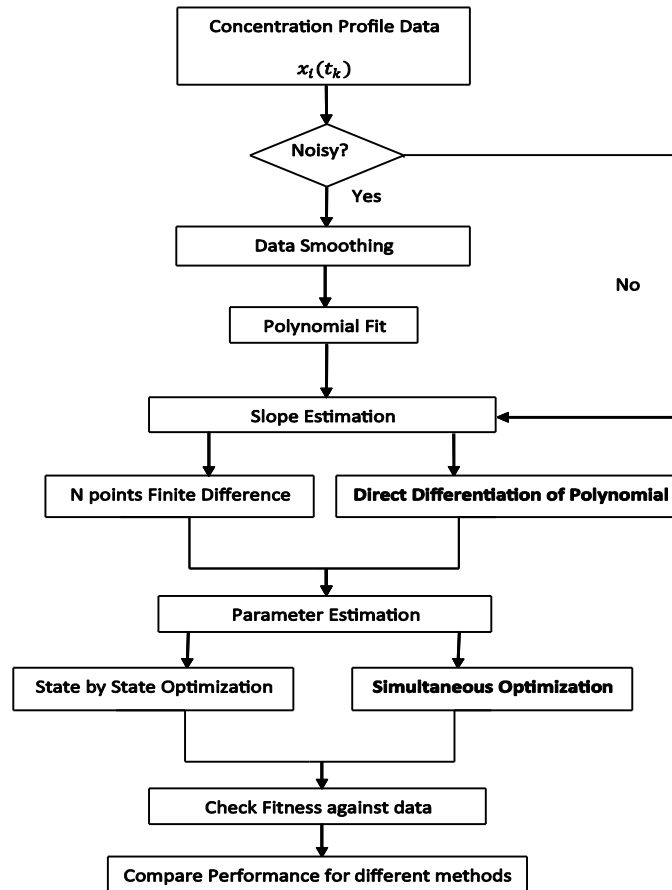 Concentration Profile Data
x_i(t_k)
Noisy?
Yes
Data Smoothing
No
Polynomial Fit
Slope Estimation
N points Finite Difference
Direct Differentiation of Polynomial
Parameter Estimation
State by State Optimization
Simultaneous Optimization
Check Fitness against data
Compare Performance for different methods